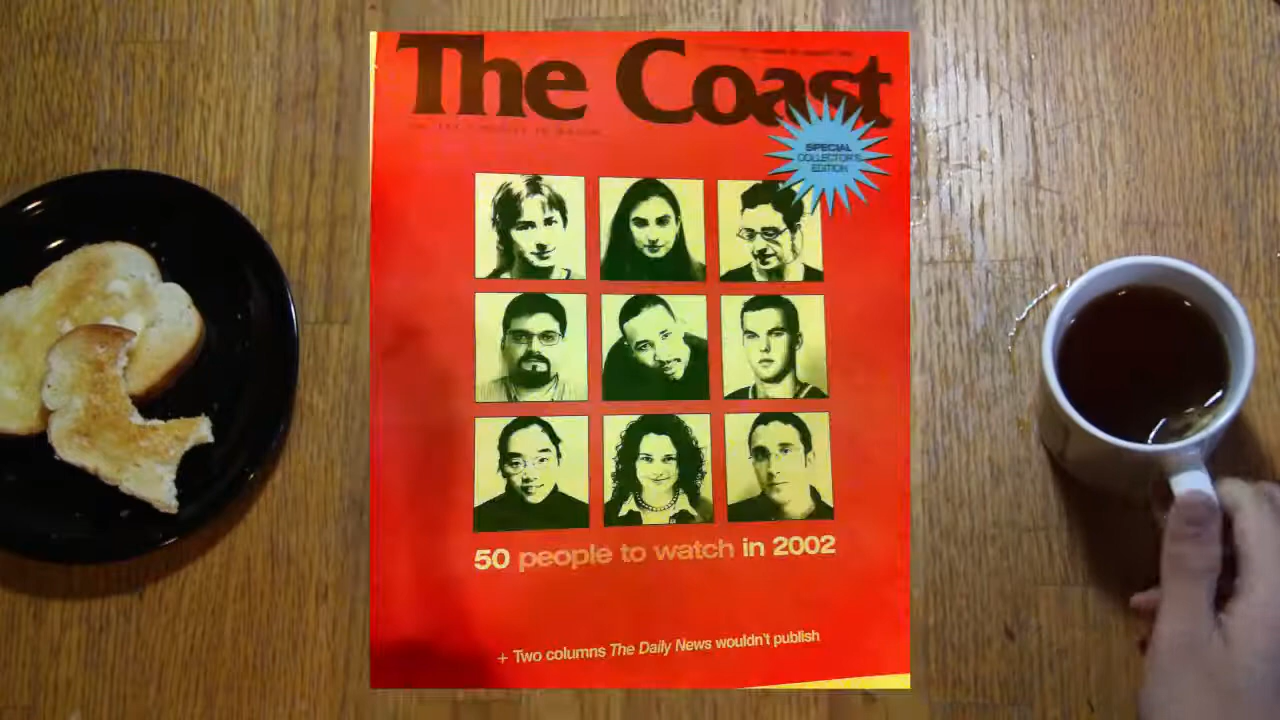 The Coast
SPECIAL
COLLECTOR'S
EDITION
50 people to watch in 2002
+ Two columns The Daily News wouldn't publish